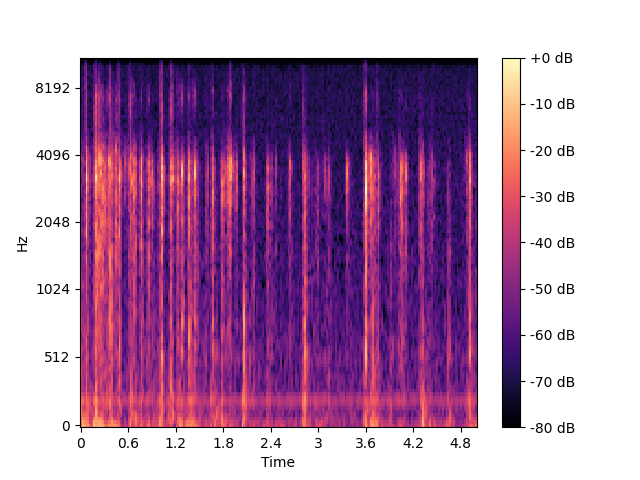 +0 dB
8192
-10 dB
4096
-20 dB
-30 dB
2048
Hz
-40 dB
1024
-50 dB
-60 dB
512
-70 dB
0
-80 dB
0 0.6 1.2 1.8 2.4 3 3.6 4.2 4.8
Time